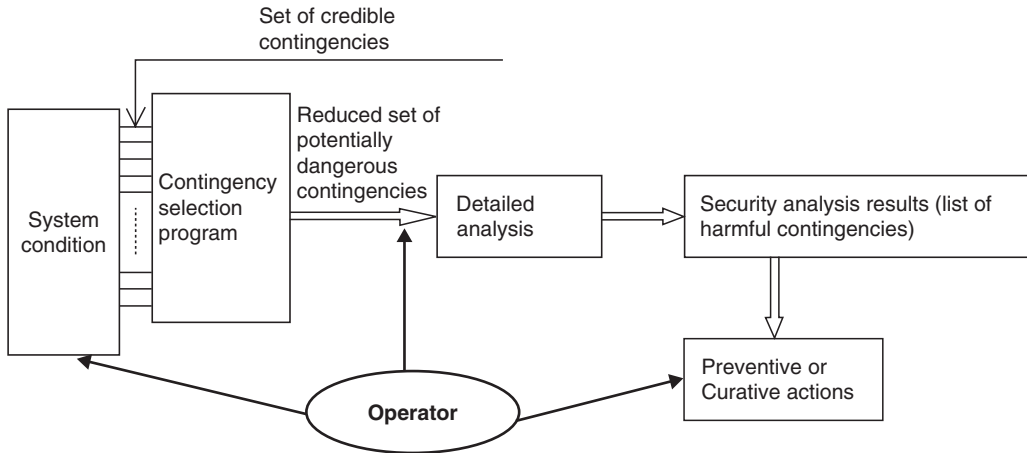 Set of credible
contingencies
System
condition
Contingency
selection
program
Reduced set of
potentially
dangerous
contingencies
Detailed
analysis
Security analysis results (list of
harmful contingencies)
Preventive or
Curative actions
Operator